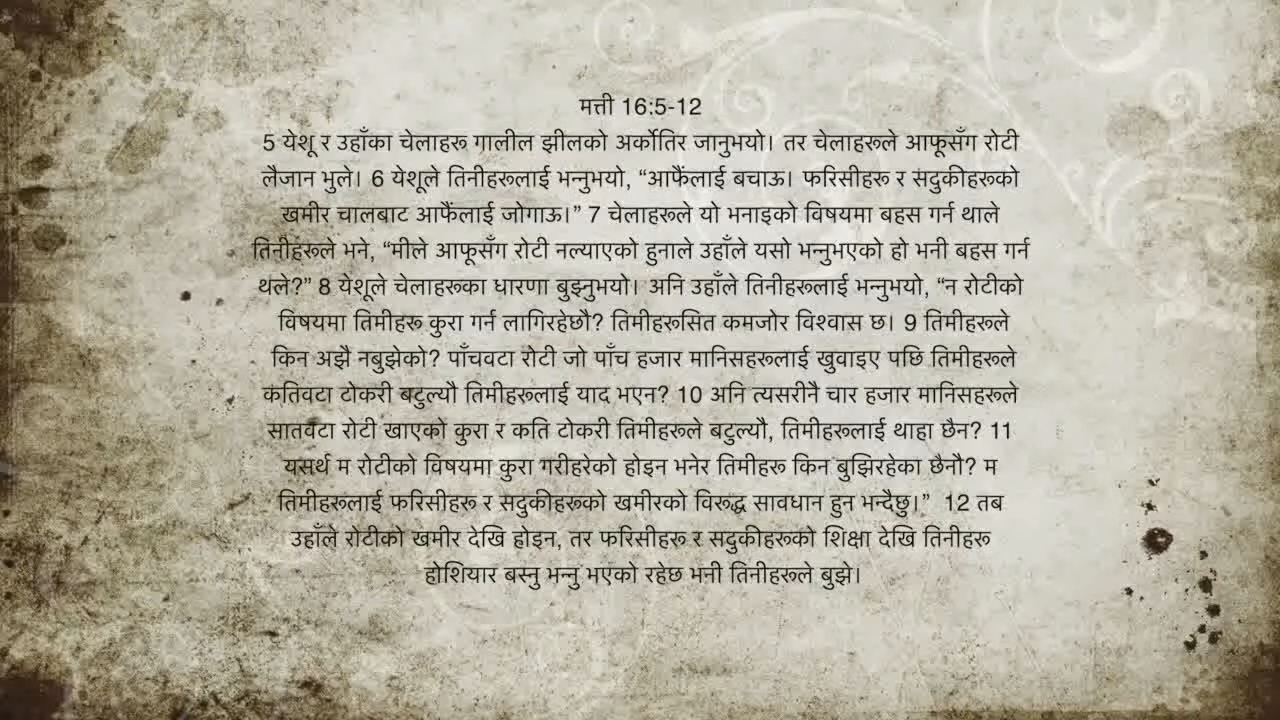 मत्ती 16:5-12
5 येशू र उहाँका चेलाहरू गालील झीलको अर्कोतिर जानुभयो। तर चेलाहरूले आफूसँग रोटी
लैजान भुले। 6 येशूले तिनीहरूलाई भन्नुभयो, “आफैंलाई बचाऊ। फरिसीहरू र सदुकीहरूको
खमीर चालबाट आफैंलाई जोगाऊ।” 7 चेलाहरूले यो भनाइको विषयमा बहस गर्न थाले
तिनीहरूले भने, “मीले आफूसँग रोटी नल्याएको हुनाले उहाँले यसो भन्नुभएको हो भनी बहस गर्न
थले?” 8 येशूले चेलाहरूका धारणा बुझ्नुभयो। अनि उहाँले तिनीहरूलाई भन्नुभयो, “न रोटीको
विषयमा तिमीहरू कुरा गर्न लागिरहेछौ? तिमीहरूसित कमजोर विश्वास छ। 9 तिमीहरूले
किन अझै नबुझेको? पाँचवटा रोटी जो पाँच हजार मानिसहरूलाई खुवाइए पछि तिमीहरूले
कतिवटा टोकरी बटुल्यौ तिमीहरूलाई याद भएन? 10 अनि त्यसरीनै चार हजार मानिसहरूले
सातवटा रोटी खाएको कुरा र कति टोकरी तिमीहरूले बटुल्यौ, तिमीहरूलाई थाहा छैन? 11
यसर्थ म रोटीको विषयमा कुरा गरीहरेको होइन भनेर तिमीहरू किन बुझिरहेका छैनौ? म
तिमीहरूलाई फरिसीहरू र सदुकीहरूको खमीरको विरूद्ध सावधान हुन भन्दैछु।” 12 तब
उहाँले रोटीको खमीर देखि होइन, तर फरिसीहरू र सदुकीहरूको शिक्षा देखि तिनीहरू
होशियार बस्नु भन्नु भएको रहेछ भनी तिनीहरूले बुझे।